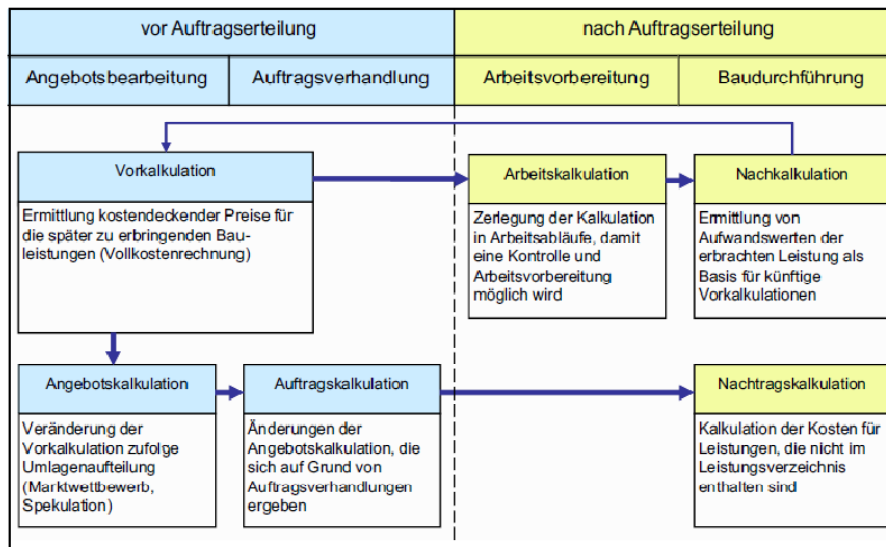 vor Auftragserteilung
nach Auftragserteilung
Angebotsbearbeitung
Auftragsverhandlung
Arbeitsvorbereitung
Baudurchführung
Vorkalkulation
Ermittlung kostendeckender Preise für
die später zu erbringenden Bau-
leistungen (Vollkostenrechnung)
Arbeitskalkulation
Zerlegung der Kalkulation
in Arbeitsabläufe, damit
eine Kontrolle und
Arbeitsvorbereitung
möglich wird
Nachkalkulation
Ermittlung von
Aufwandswerten der
erbrachten Leistung als
Basis für künftige
Vorkalkulationen
Angebotskalkulation
Veränderung der
Vorkalkulation zufolge
Umlagenaufteilung
(Marktwettbewerb,
Spekulation)
Auftragskalkulation
Änderungen der
Angebotskalkulation, die
sich auf Grund von
Auftragsverhandlungen
ergeben
Nachtragskalkulation
Kalkulation der Kosten für
Leistungen, die nicht im
Leistungsverzeichnis
enthalten sind